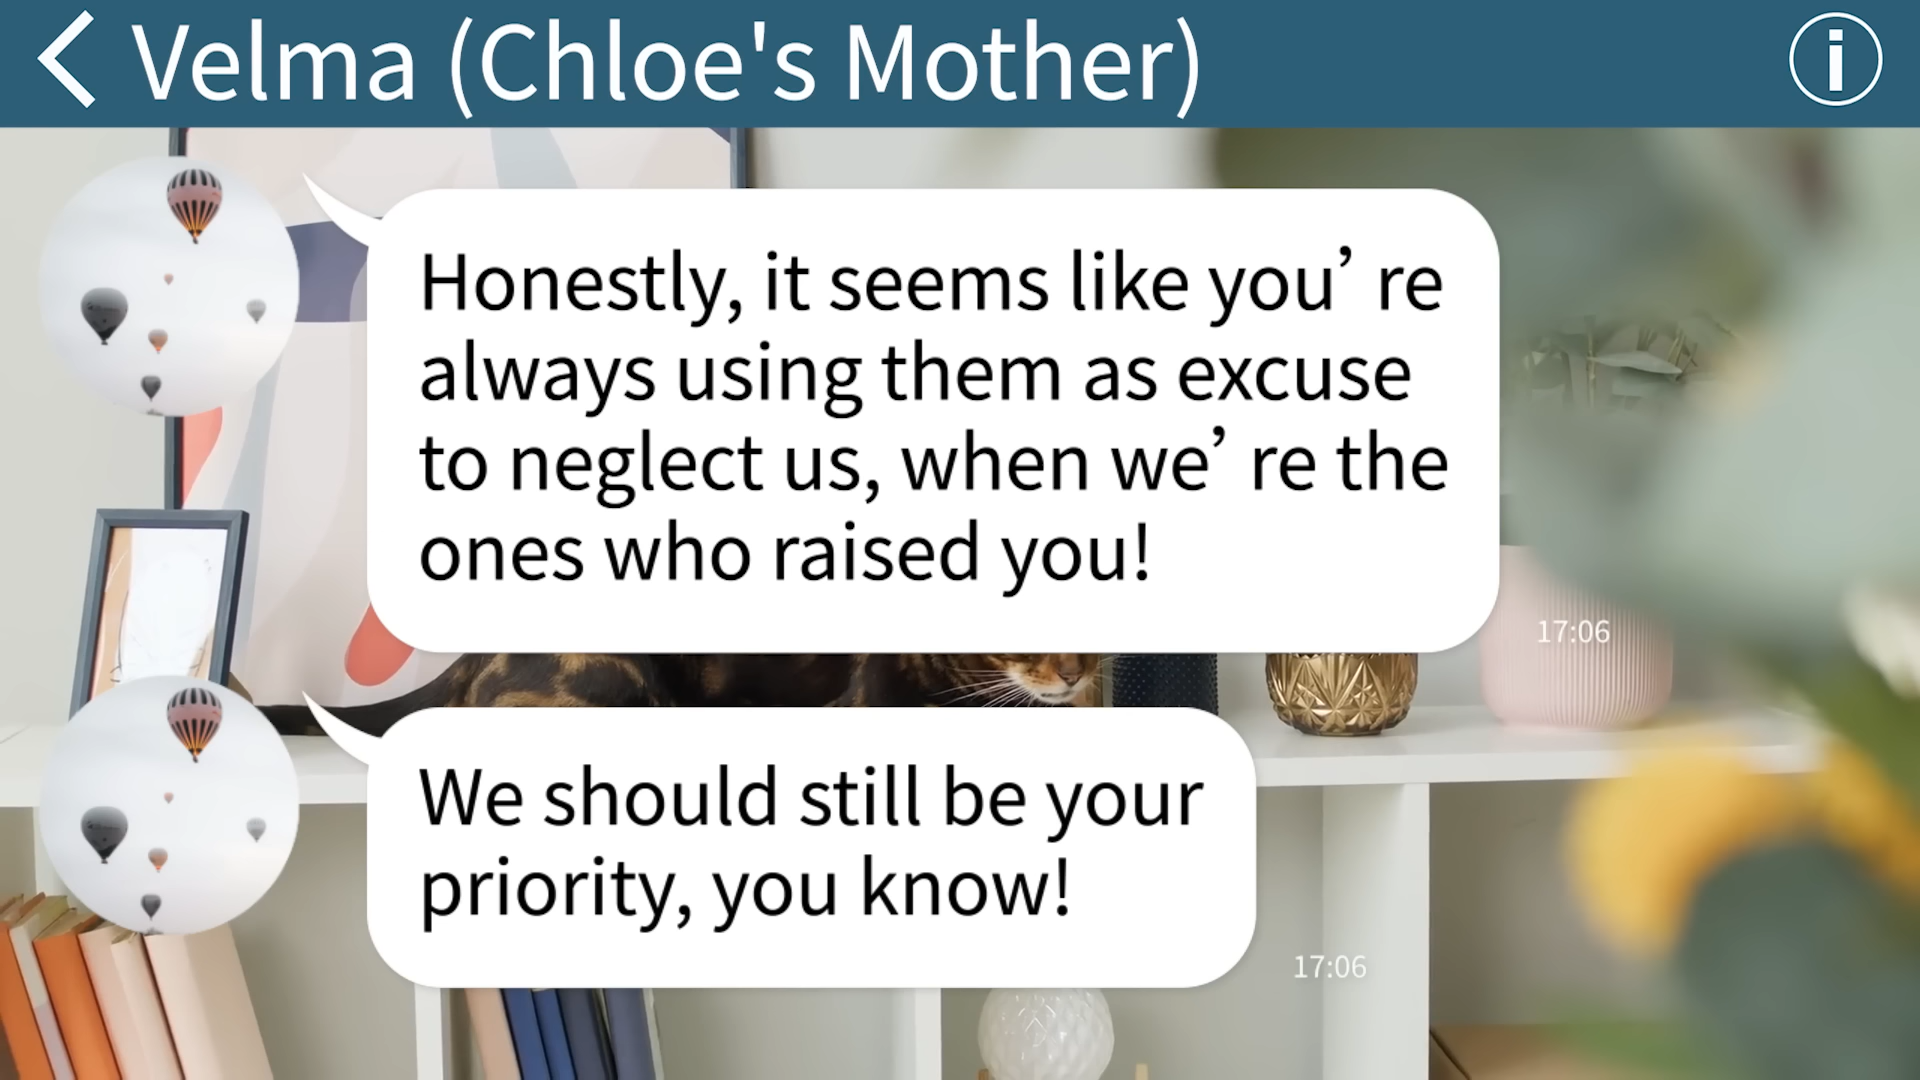 Velma (Chloe's Mother)
Honestly, it seems like you’ re
always using them as excuse
to neglect us, when we’ re the
ones who raised you!
17:06
We should still be your
priority, you know!
17:06